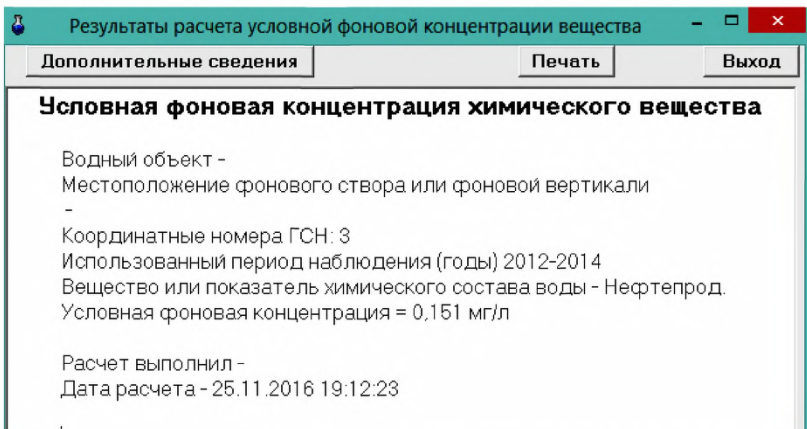 Результаты расчета условной фоновой концентрации вещества
Дополнительные сведения Печать Выход
Условная фоновая концентрация химического вещества
Водный объект -
Местоположение фонового створа или фоновой вертикали
-
Координатные номера ГСН: 3
Использованный период наблюдения (годы) 2012-2014
Вещество или показатель химического состава воды - Нефтепрод.
Условная фоновая концентрация = 0,151 мг/л
Расчет выполнил -
Дата расчета - 25.11.2016 19:12:23